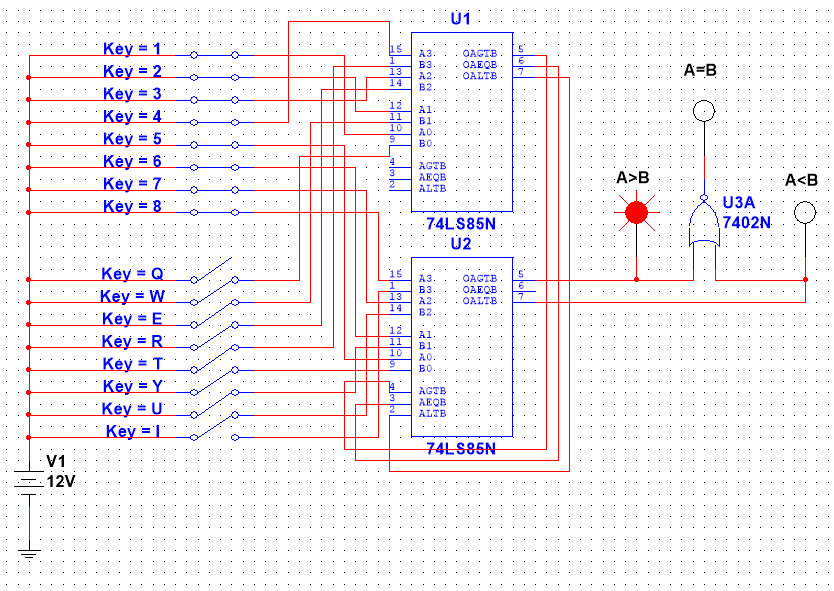 Key = 1
Key = 2
Key = 3
Key = 4
Key = 5
Key = 6
Key = 7
Key = 8
Key = Q
Key = W
Key = E
Key = R
Key = T
Key = Y
Key = U
Key = I
V1
12V
U1
15 A3 OAGTB 5
1 B3 OAEQB 6
13 A2 OALTB 7
14 B2
12 A1
11 B1
10 A0
9 B0
4 AGTB
3 AEQB
2 ALTB
74LS85N
U2
15 A3 OAGTB 5
1 B3 OAEQB 6
13 A2 OALTB 7
14 B2
12 A1
11 B1
10 A0
9 B0
4 AGTB
3 AEQB
2 ALTB
74LS85N
A=B
A>B
A<B
U3A
7402N